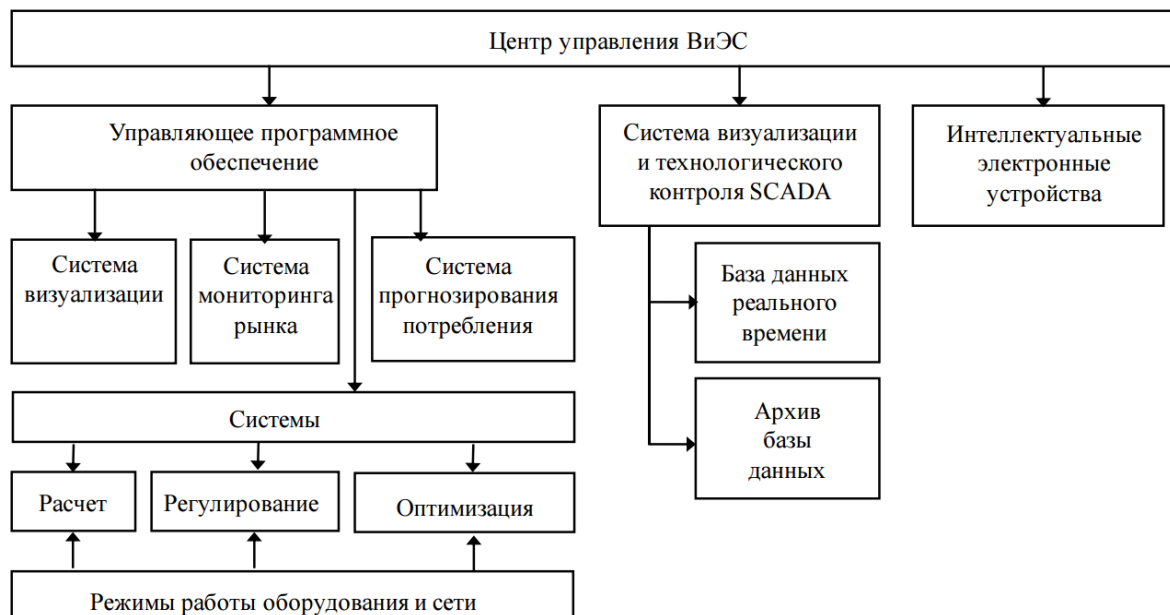 Центр управления ВиЭС
Управляющее программное
обеспечение
Система визуализации
и технологического
контроля SCADA
Интеллектуальные
электронные
устройства
Система
визуализации
Система
мониторинга
рынка
Система
прогнозирования
потребления
База данных
реального
времени
Архив
базы
данных
Системы
Расчет
Регулирование
Оптимизация
Режимы работы оборудования и сети